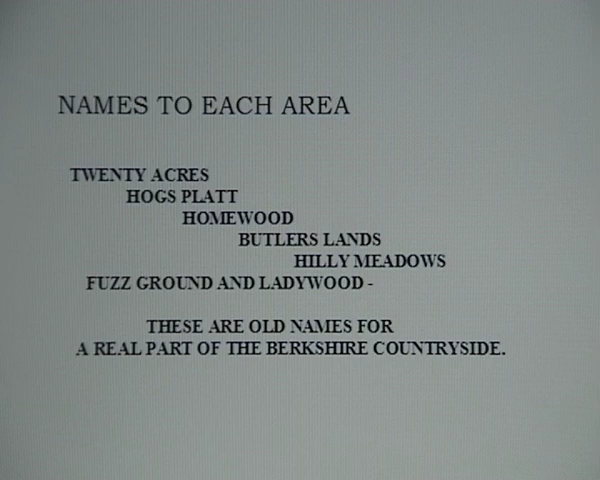 NAMES TO EACH AREA
TWENTY ACRES
HOGS PLATT
HOMEWOOD
BUTLERS LANDS
HILLY MEADOWS
FUZZ GROUND AND LADYWOOD -
THESE ARE OLD NAMES FOR
A REAL PART OF THE BERKSHIRE COUNTRYSIDE.